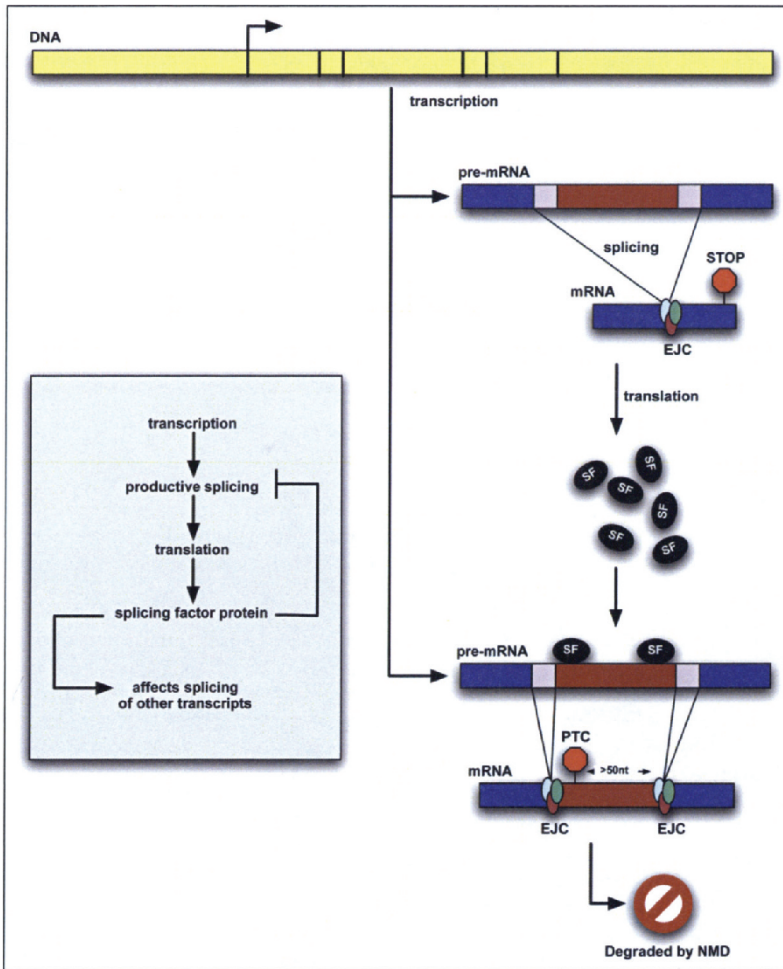 DNA
transcription
pre-mRNA
splicing
STOP
mRNA
EJC
translation
SF
SF
SF
SF
SF
SF
pre-mRNA
SF
SF
PTC
mRNA
>50nt
EJC
EJC
Degraded by NMD
transcription
productive splicing
translation
splicing factor protein
affects splicing
of other transcripts